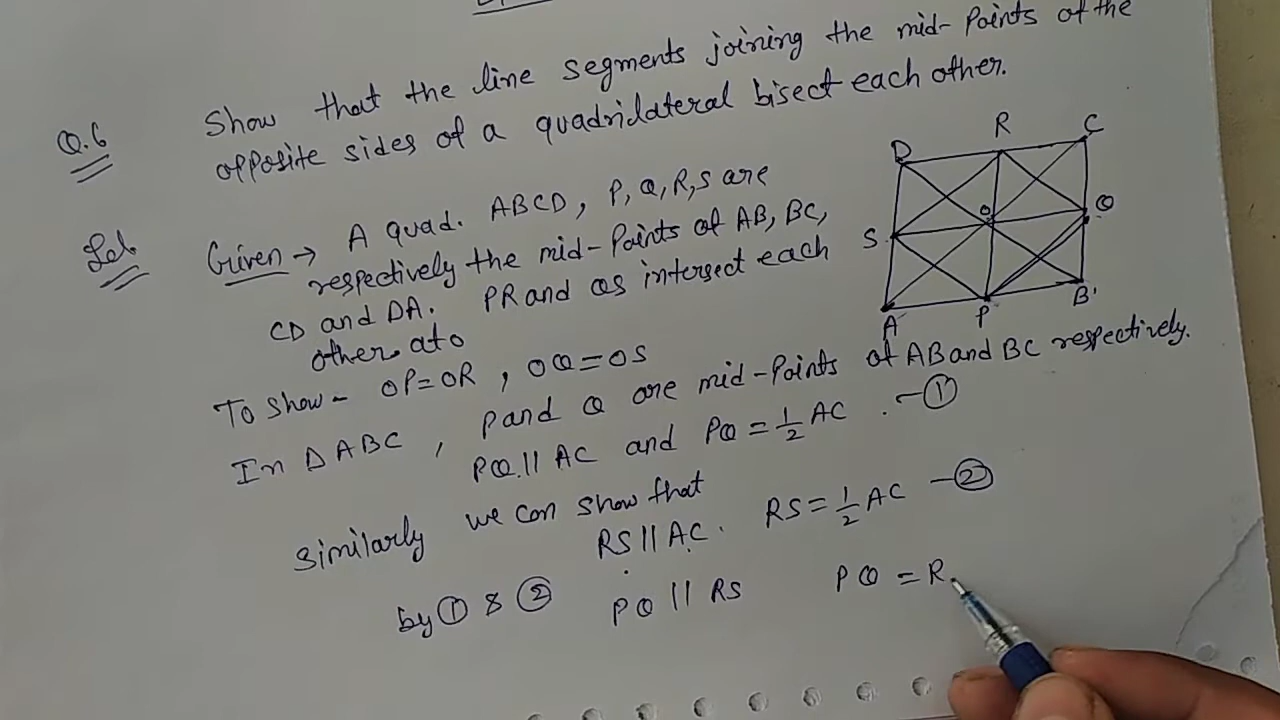 Q.6 Show that the line segments joining the mid-Points of the
opposite sides of a quadrilateral bisect each other.
Sol. Given → A quad. ABCD, P, Q, R, S are
respectively the mid-Points of AB, BC,
CD and DA. PR and QS intersect each
other at O
To show - OP=OR, OQ=OS
In ΔABC, P and Q are mid-Points of AB and BC respectively.
PQ || AC and PQ = 1/2 AC. -①
Similarly we can show that
RS || AC. RS = 1/2 AC -②
by ① & ② PQ || RS PQ = R
D R C
S O Q
A P B